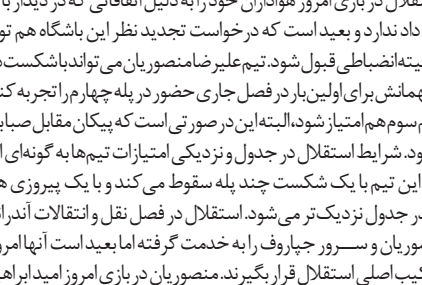 تقلال در بازی امروز هواداران خود را به دلیل اتفاقاتی که در دیدار با
داد ندارد و بعید است که درخواست تجدید نظر این باشگاه هم تو
یته انضباطی قبول شود. تیم علیرضا منصوریان می‌تواند با شکست د
همانش برای اولین‌بار در فصل جاری حضور در پله چهارم را تجربه کن
م سوم هم امتیاز شود، البته این در صورتی است که پیکان مقابل صبا
ود. شرایط استقلال در جدول و نزدیکی امتیازات تیم‌ها به گونه‌ای ا
این تیم با یک شکست چند پله سقوط می‌کند و با یک پیروزی ه
در جدول نزدیک‌تر می‌شود. استقلال در فصل نقل و انتقالات آندرا
صوریان و ســرور جپاروف را به خدمت گرفته اما بعید است آنها امرو
کیب اصلی استقلال قرار بگیرند. منصوریان در بازی امروز امید ابراه